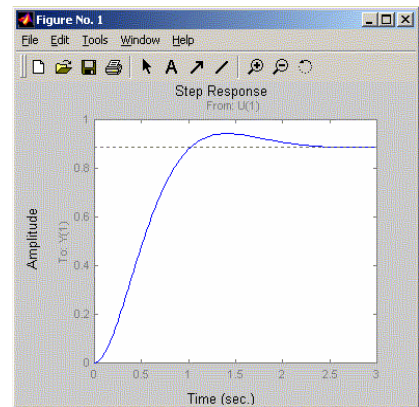 Figure No. 1
File Edit Tools Window Help
A
Step Response
From: U(1)
Amplitude
To: Y(1)
1
0.8
0.6
0.4
0.2
0
0 0.5 1 1.5 2 2.5 3
Time (sec.)